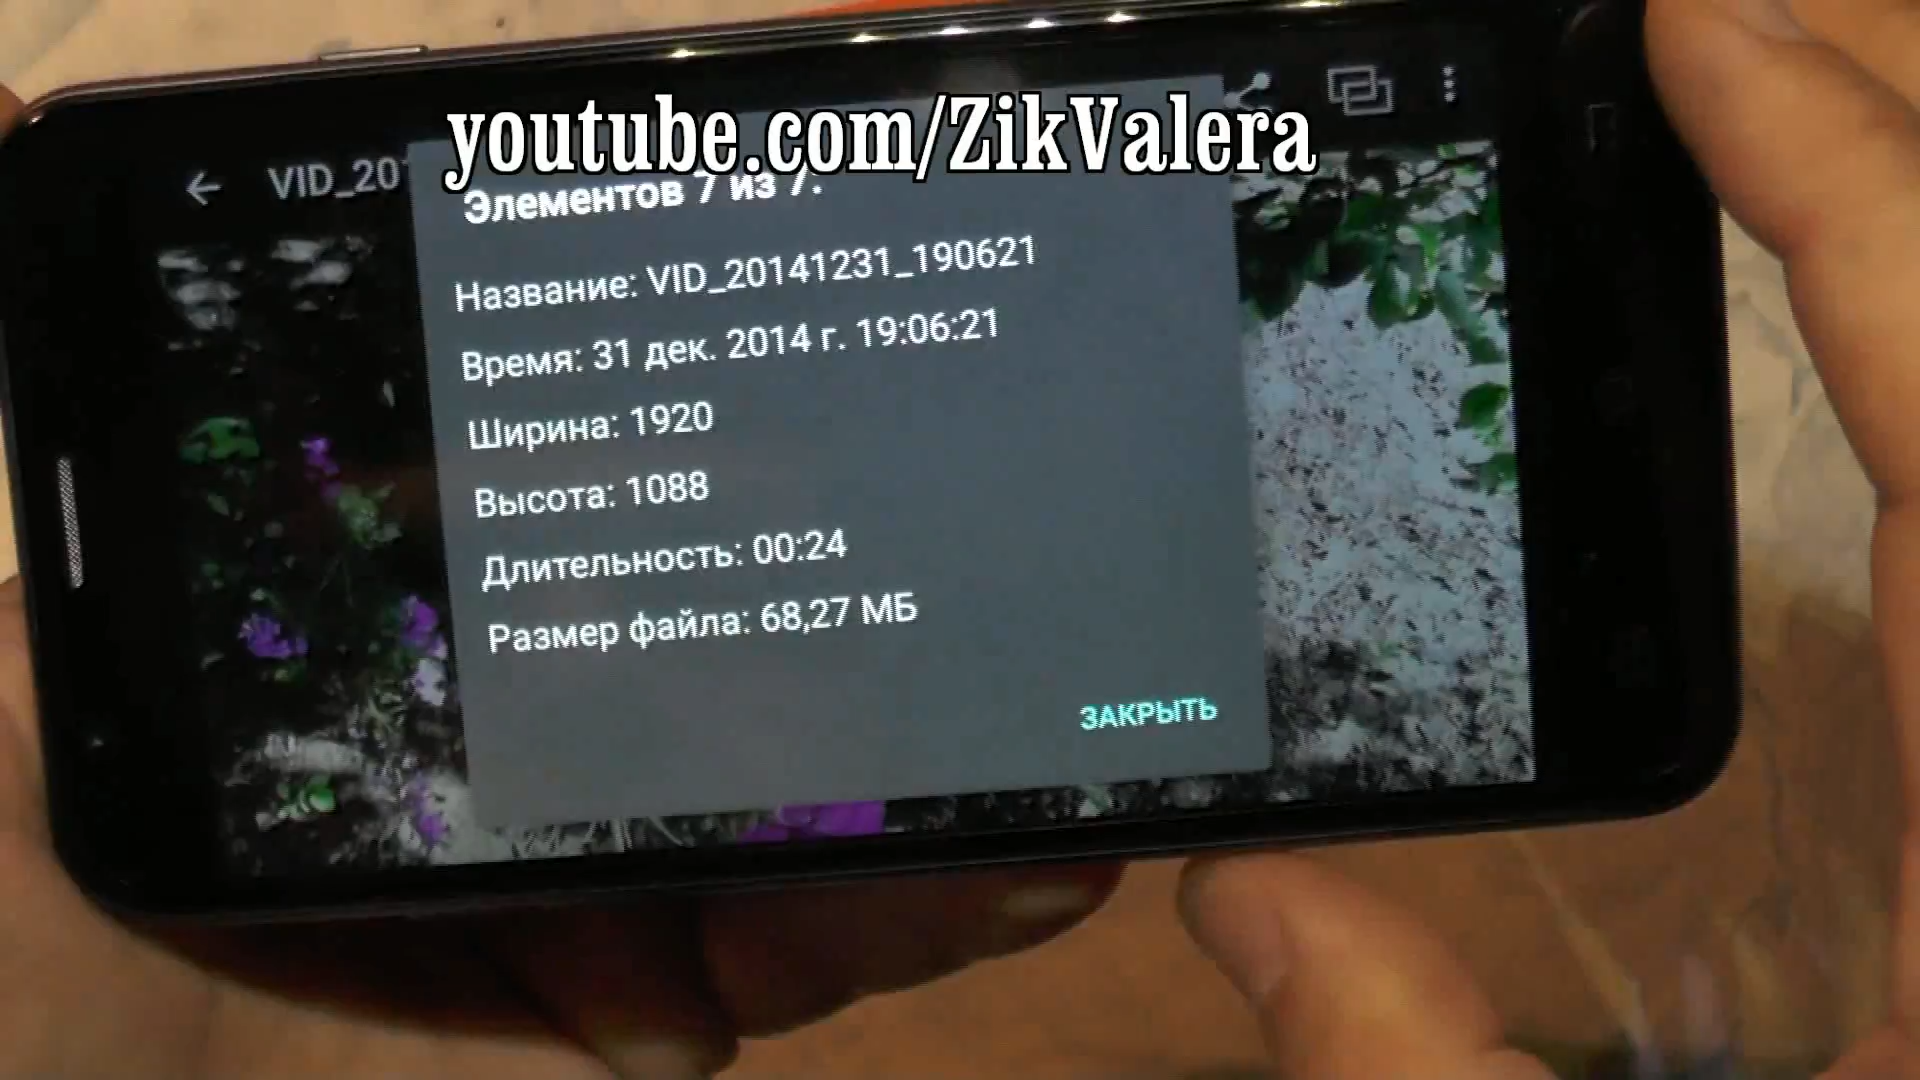 youtube.com/ZikValera
VID_201
Элементов 7 из 7:
Название: VID_20141231_190621
Время: 31 дек. 2014 г. 19:06:21
Ширина: 1920
Высота: 1088
Длительность: 00:24
Размер файла: 68,27 МБ
ЗАКРЫТЬ